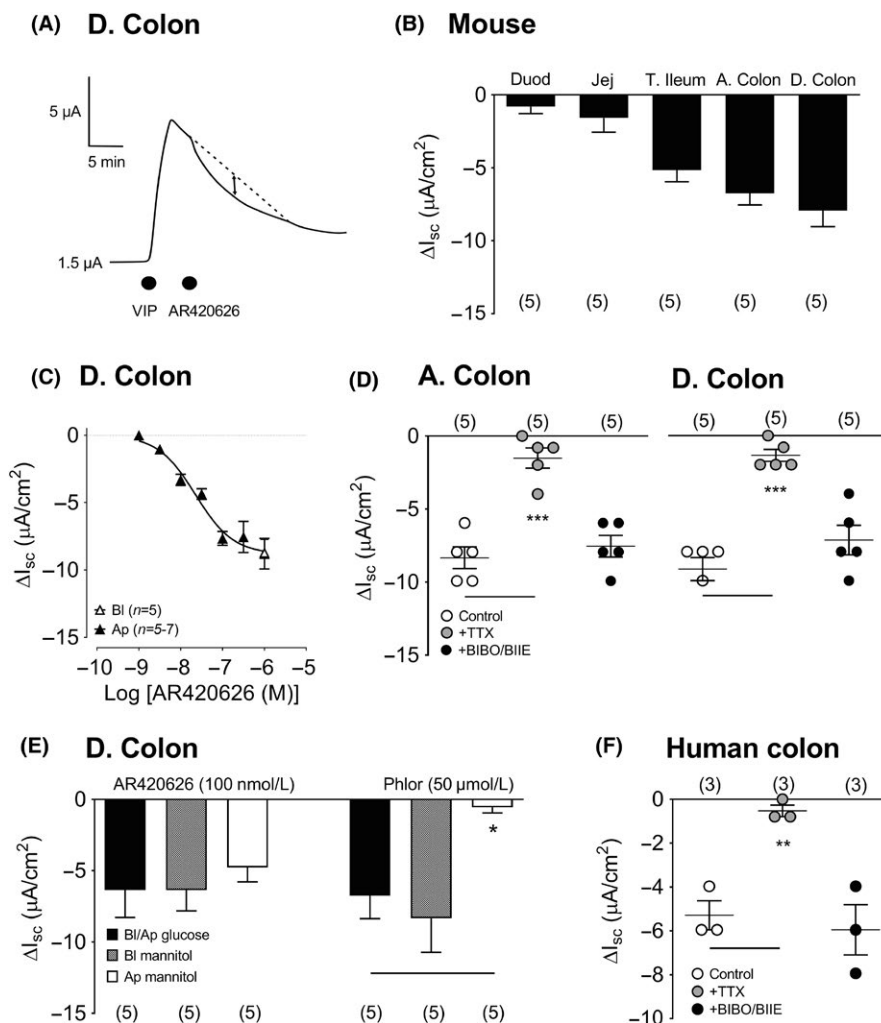 (A) D. Colon
5 µA
5 min
1.5 µA
VIP AR420626
(B) Mouse
Duod Jej T. Ileum A. Colon D. Colon
0
−5
−10
−15
ΔIsc (µA/cm2)
(5) (5) (5) (5) (5)
(C) D. Colon
0
−5
−10
−15
ΔIsc (µA/cm2)
Bl (n=5)
Ap (n=5-7)
−10 −9 −8 −7 −6 −5
Log [AR420626 (M)]
(D) A. Colon D. Colon
(5) (5) (5) (5) (5) (5)
0
−5
−10
−15
ΔIsc (µA/cm2)
*** ***
Control
+TTX
+BIBO/BIIE
(E) D. Colon
AR420626 (100 nmol/L) Phlor (50 µmol/L)
0
−5
−10
−15
ΔIsc (µA/cm2)
*
Bl/Ap glucose
Bl mannitol
Ap mannitol
(5) (5) (5) (5) (5) (5)
(F) Human colon
(3) (3) (3)
0
−2
−4
−6
−8
−10
ΔIsc (µA/cm2)
**
Control
+TTX
+BIBO/BIIE